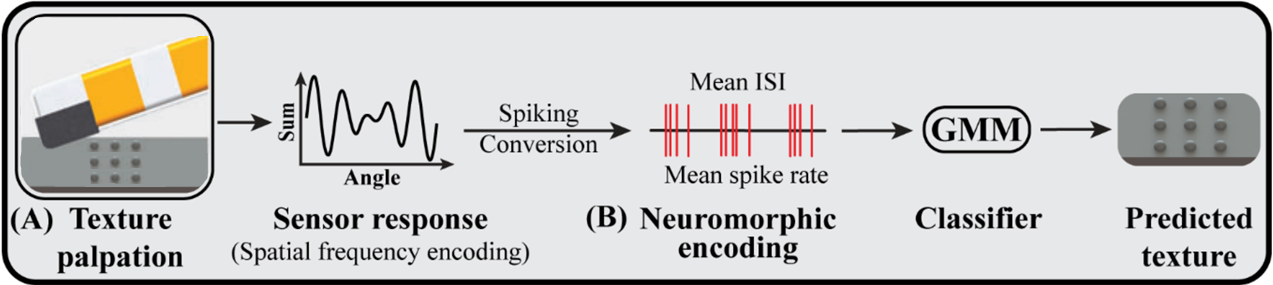 Sum
Angle
Spiking
Conversion
Mean ISI
Mean spike rate
GMM
(A) Texture
palpation
Sensor response
(Spatial frequency encoding)
(B) Neuromorphic
encoding
Classifier
Predicted
texture